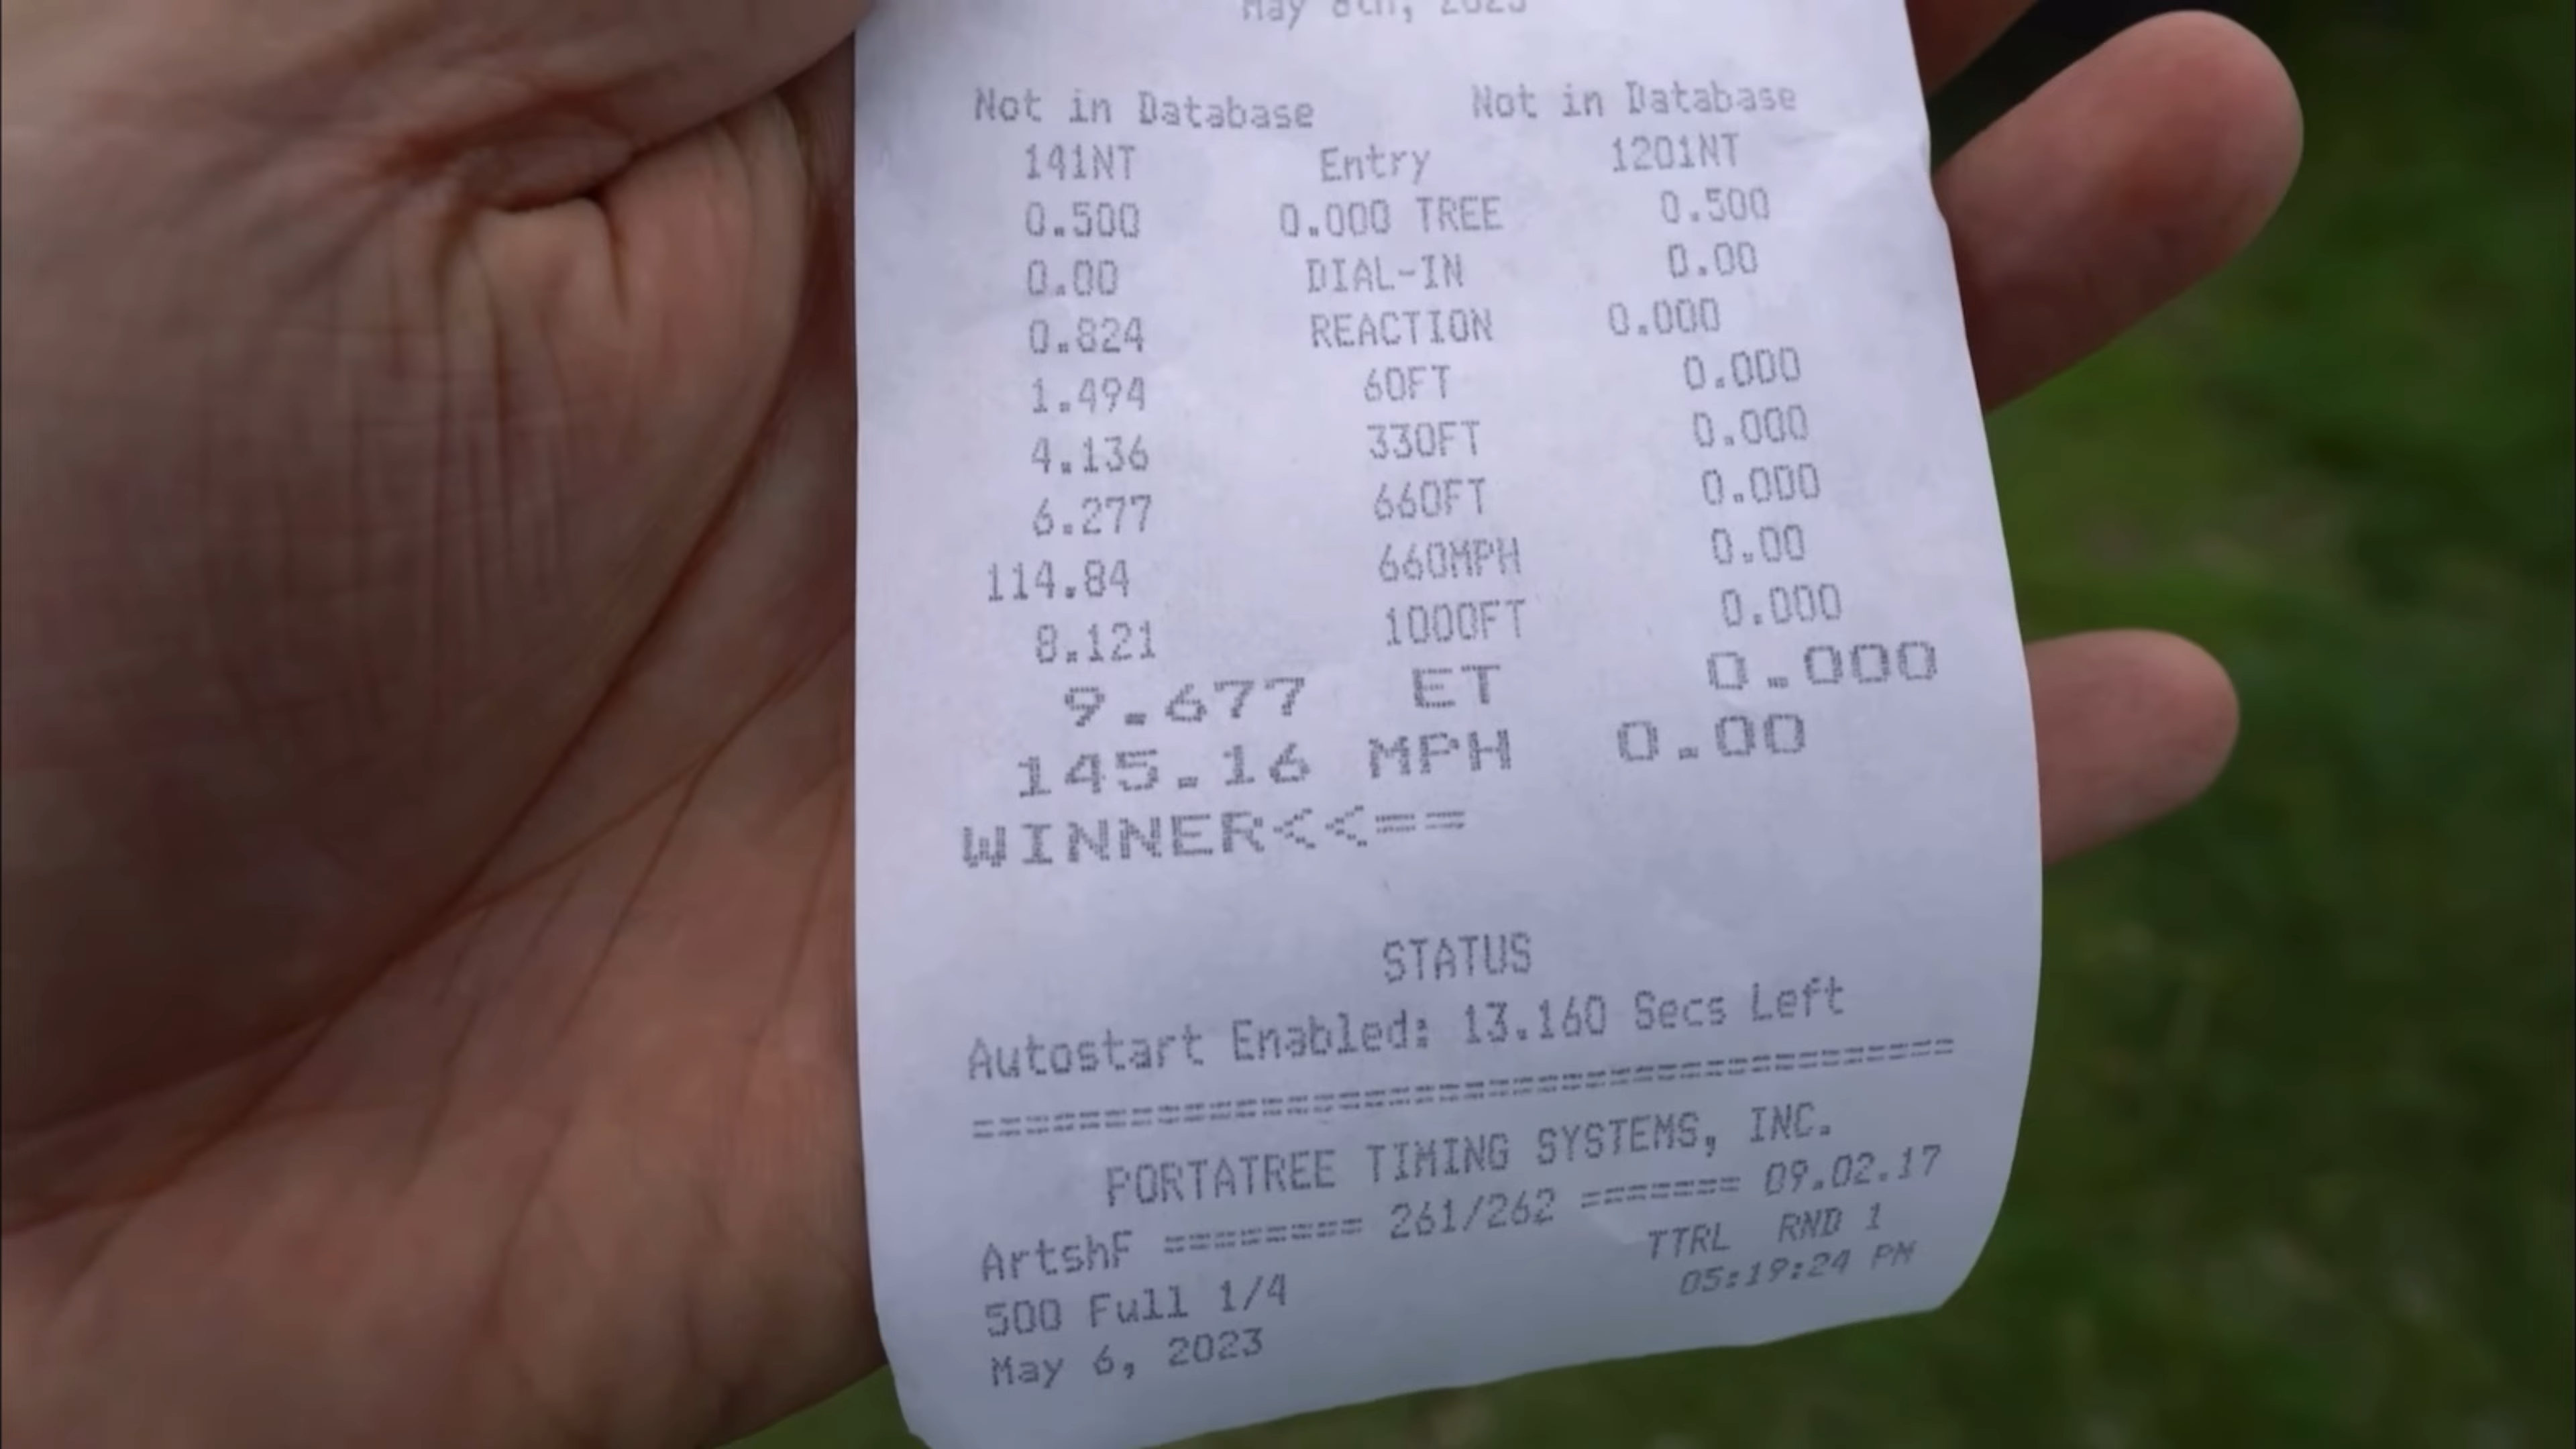 May 6th, 2023
Not in Database Not in Database
141NT Entry 1201NT
0.500 0.000 TREE 0.500
0.00 DIAL-IN 0.00
0.824 REACTION 0.000
1.494 60FT 0.000
4.136 330FT 0.000
6.277 660FT 0.000
114.84 660MPH 0.00
8.121 1000FT 0.000
9.677 ET 0.000
145.16 MPH 0.00
WINNER<<==
STATUS
Autostart Enabled: 13.160 Secs Left
========================================
PORTATREE TIMING SYSTEMS, INC.
ArtshF ======== 261/262 ======= 09.02.17
500 Full 1/4 TTRL RND 1
May 6, 2023 05:19:24 PM